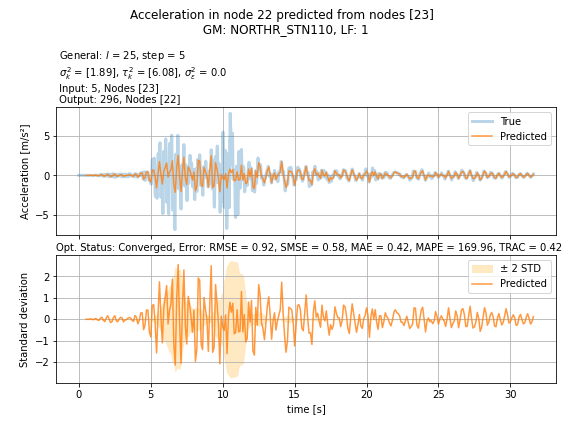 Acceleration in node 22 predicted from nodes [23]
GM: NORTHR_STN110, LF: 1
General: l = 25, step = 5
σ²ₖ = [1.89], τ²ₖ = [6.08], σ²ε = 0.0
Input: 5, Nodes [23]
Output: 296, Nodes [22]
Acceleration [m/s²]
5
0
−5
True
Predicted
Opt. Status: Converged, Error: RMSE = 0.92, SMSE = 0.58, MAE = 0.42, MAPE = 169.96, TRAC = 0.42
Standard deviation
2
1
0
−1
−2
± 2 STD
Predicted
0 5 10 15 20 25 30
time [s]